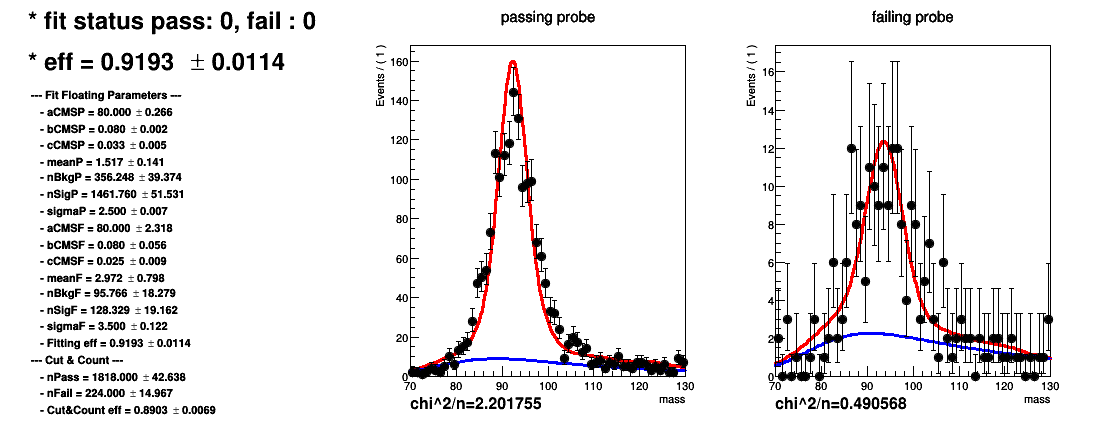 * fit status pass: 0, fail : 0
* eff = 0.9193 ± 0.0114
--- Fit Floating Parameters ---
- aCMSP = 80.000 ± 0.266
- bCMSP = 0.080 ± 0.002
- cCMSP = 0.033 ± 0.005
- meanP = 1.517 ± 0.141
- nBkgP = 356.248 ± 39.374
- nSigP = 1461.760 ± 51.531
- sigmaP = 2.500 ± 0.007
- aCMSF = 80.000 ± 2.318
- bCMSF = 0.080 ± 0.056
- cCMSF = 0.025 ± 0.009
- meanF = 2.972 ± 0.798
- nBkgF = 95.766 ± 18.279
- nSigF = 128.329 ± 19.162
- sigmaF = 3.500 ± 0.122
- Fitting eff = 0.9193 ± 0.0114
--- Cut & Count ---
- nPass = 1818.000 ± 42.638
- nFail = 224.000 ± 14.967
- Cut&Count eff = 0.8903 ± 0.0069
passing probe
Events / ( 1 )
160
140
120
100
80
60
40
20
0
70 80 90 100 110 120 130
mass
chi^2/n=2.201755
failing probe
Events / ( 1 )
16
14
12
10
8
6
4
2
0
70 80 90 100 110 120 130
mass
chi^2/n=0.490568